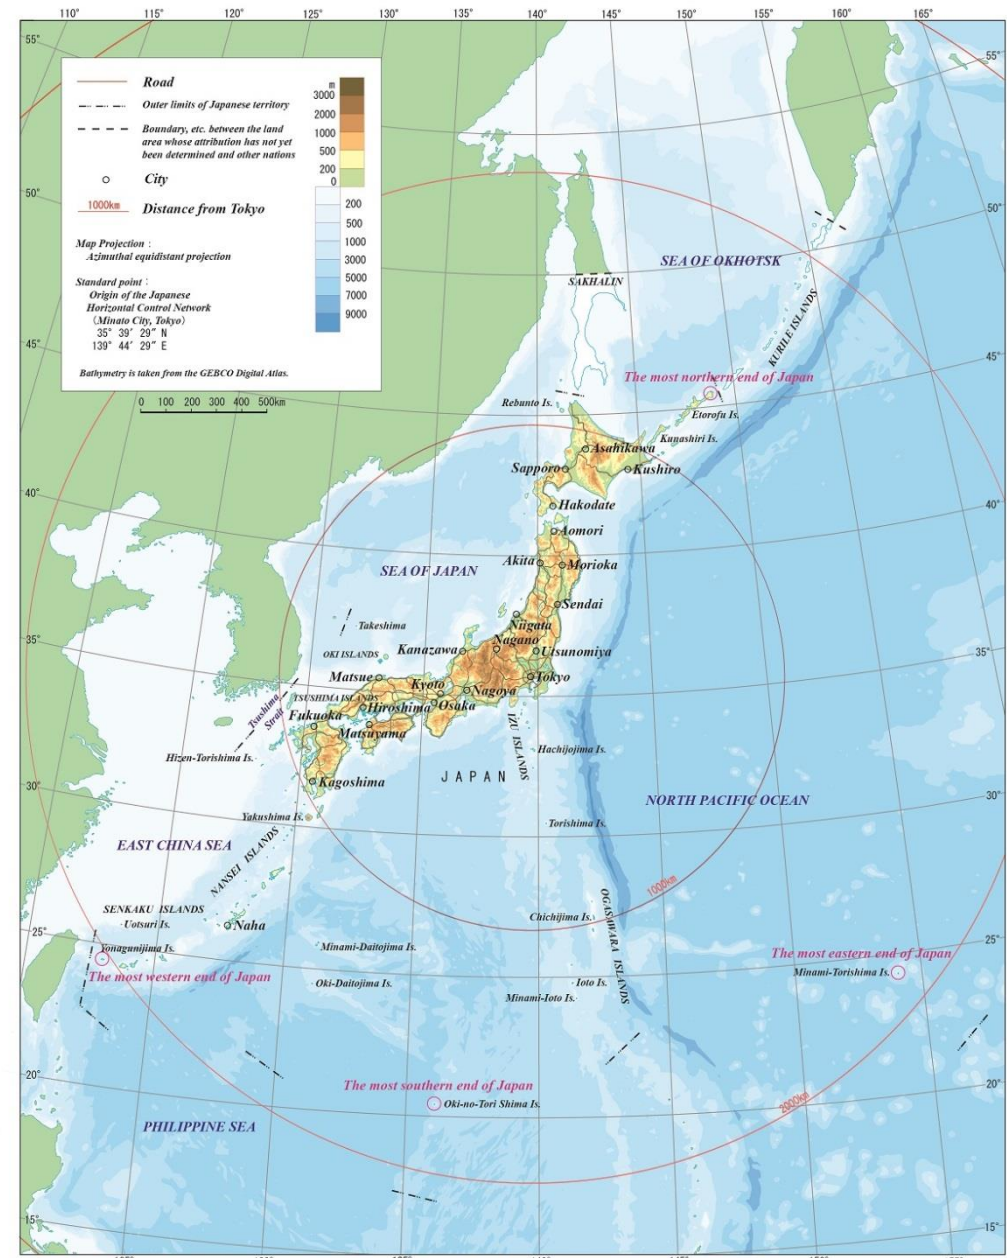 110°
115°
120°
125°
130°
135°
140°
145°
150°
155°
160°
165°
55°
55°
Road
Outer limits of Japanese territory
Boundary, etc. between the land
area whose attribution has not yet
been determined and other nations
City
1000km
Distance from Tokyo
Map Projection :
Azimuthal equidistant projection
Standard point :
Origin of the Japanese
Horizontal Control Network
(Minato City, Tokyo)
35° 39′ 29″ N
139° 44′ 29″ E
Bathymetry is taken from the GEBCO Digital Atlas.
m
3000
2000
1000
500
200
0
200
500
1000
3000
5000
7000
9000
0 100 200 300 400 500km
50°
50°
SEA OF OKHOTSK
SAKHALIN
KURILE ISLANDS
45°
45°
The most northern end of Japan
Rebunto Is.
Etorofu Is.
Kunashiri Is.
Asahikawa
Sapporo
Kushiro
40°
40°
Hakodate
Aomori
Akita
Morioka
SEA OF JAPAN
Sendai
Takeshima
Niigata
35°
35°
Nagano
Kanazawa
Utsunomiya
OKI ISLANDS
Matsue
Kyoto
Tokyo
Nagoya
TSUSHIMA ISLANDS
Hiroshima
Osaka
Tsushima
Strait
Fukuoka
Matsuyama
IZU ISLANDS
Hachijojima Is.
Hizen-Torishima Is.
Kagoshima
JAPAN
30°
30°
NORTH PACIFIC OCEAN
Yakushima Is.
Torishima Is.
EAST CHINA SEA
NANSEI ISLANDS
1000km
SENKAKU ISLANDS
Uotsuri Is.
Naha
Chichijima Is.
OGASAWARA ISLANDS
25°
25°
Yonagunijima Is.
Minami-Daitojima Is.
The most eastern end of Japan
The most western end of Japan
Minami-Torishima Is.
Oki-Daitojima Is.
Ioto Is.
Minami-Ioto Is.
20°
20°
The most southern end of Japan
Oki-no-Tori Shima Is.
2000km
PHILIPPINE SEA
15°
15°